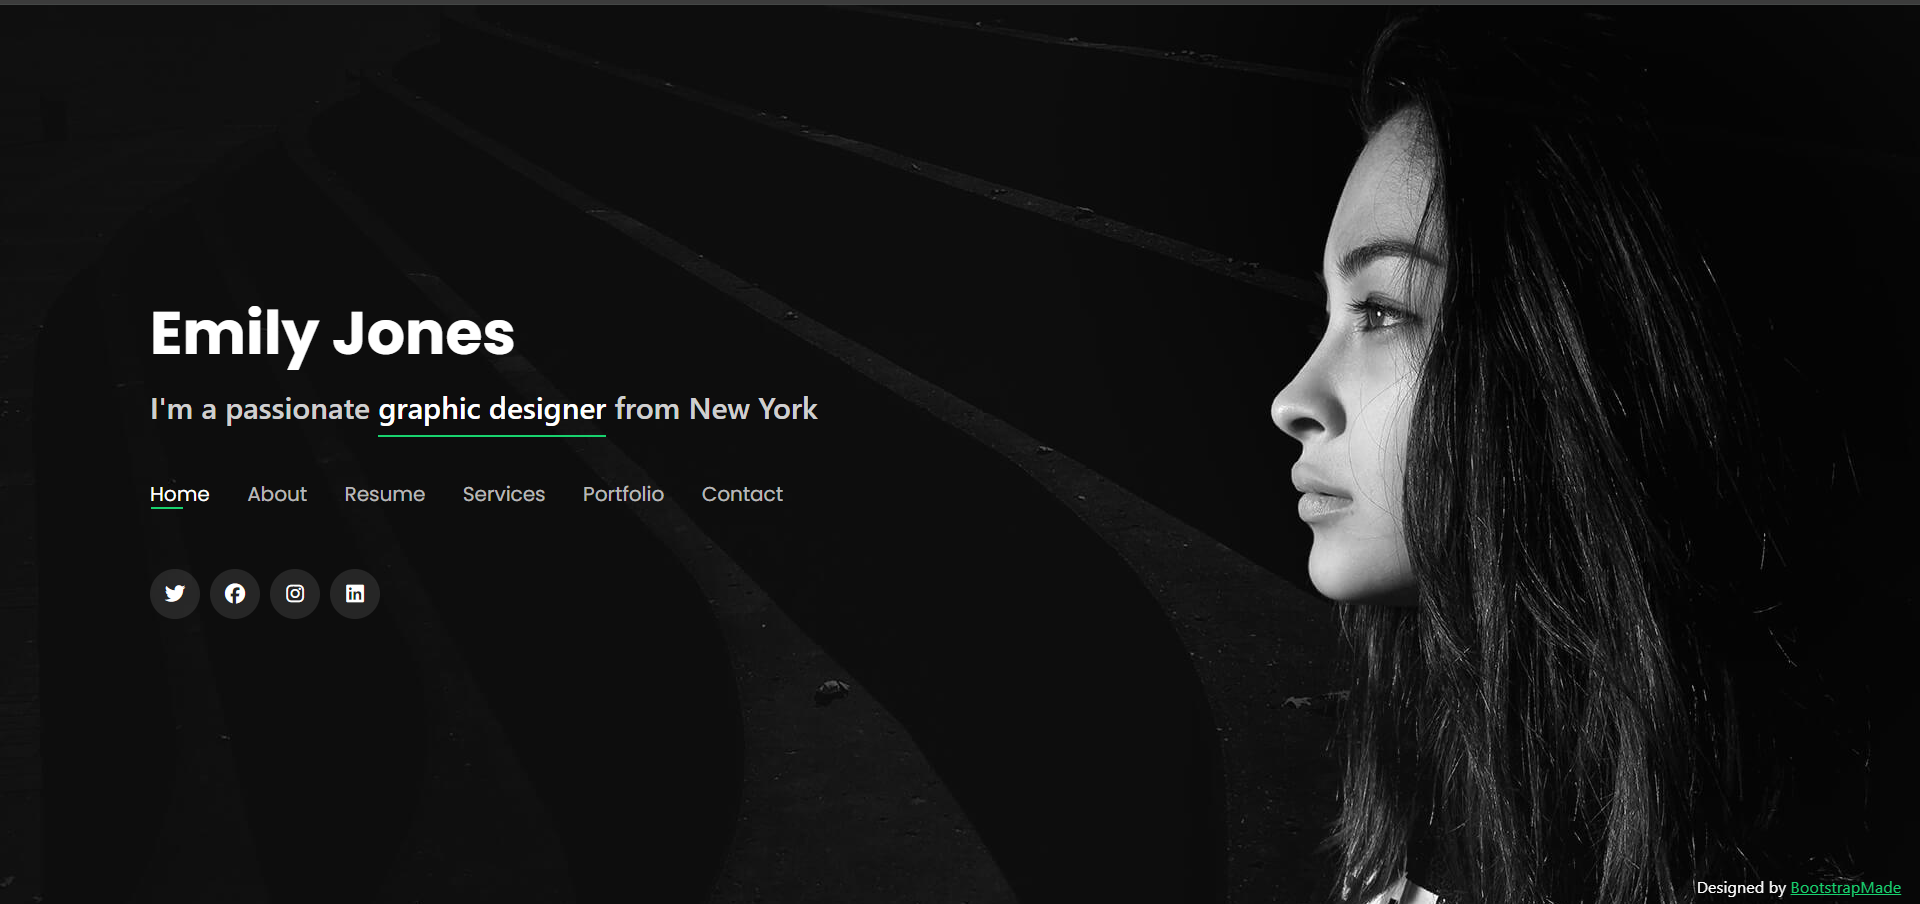 Emily Jones
I'm a passionate graphic designer from New York
Home About Resume Services Portfolio Contact
Designed by BootstrapMade